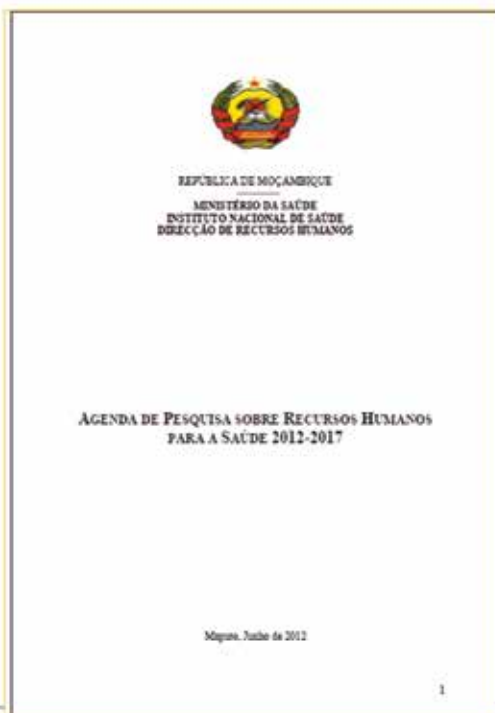 REPÚBLICA DE MOÇAMBIQUE
MINISTÉRIO DA SAÚDE
INSTITUTO NACIONAL DE SAÚDE
DIRECÇÃO DE RECURSOS HUMANOS
AGENDA DE PESQUISA SOBRE RECURSOS HUMANOS
PARA A SAÚDE 2012-2017
Maputo, Junho de 2012
1